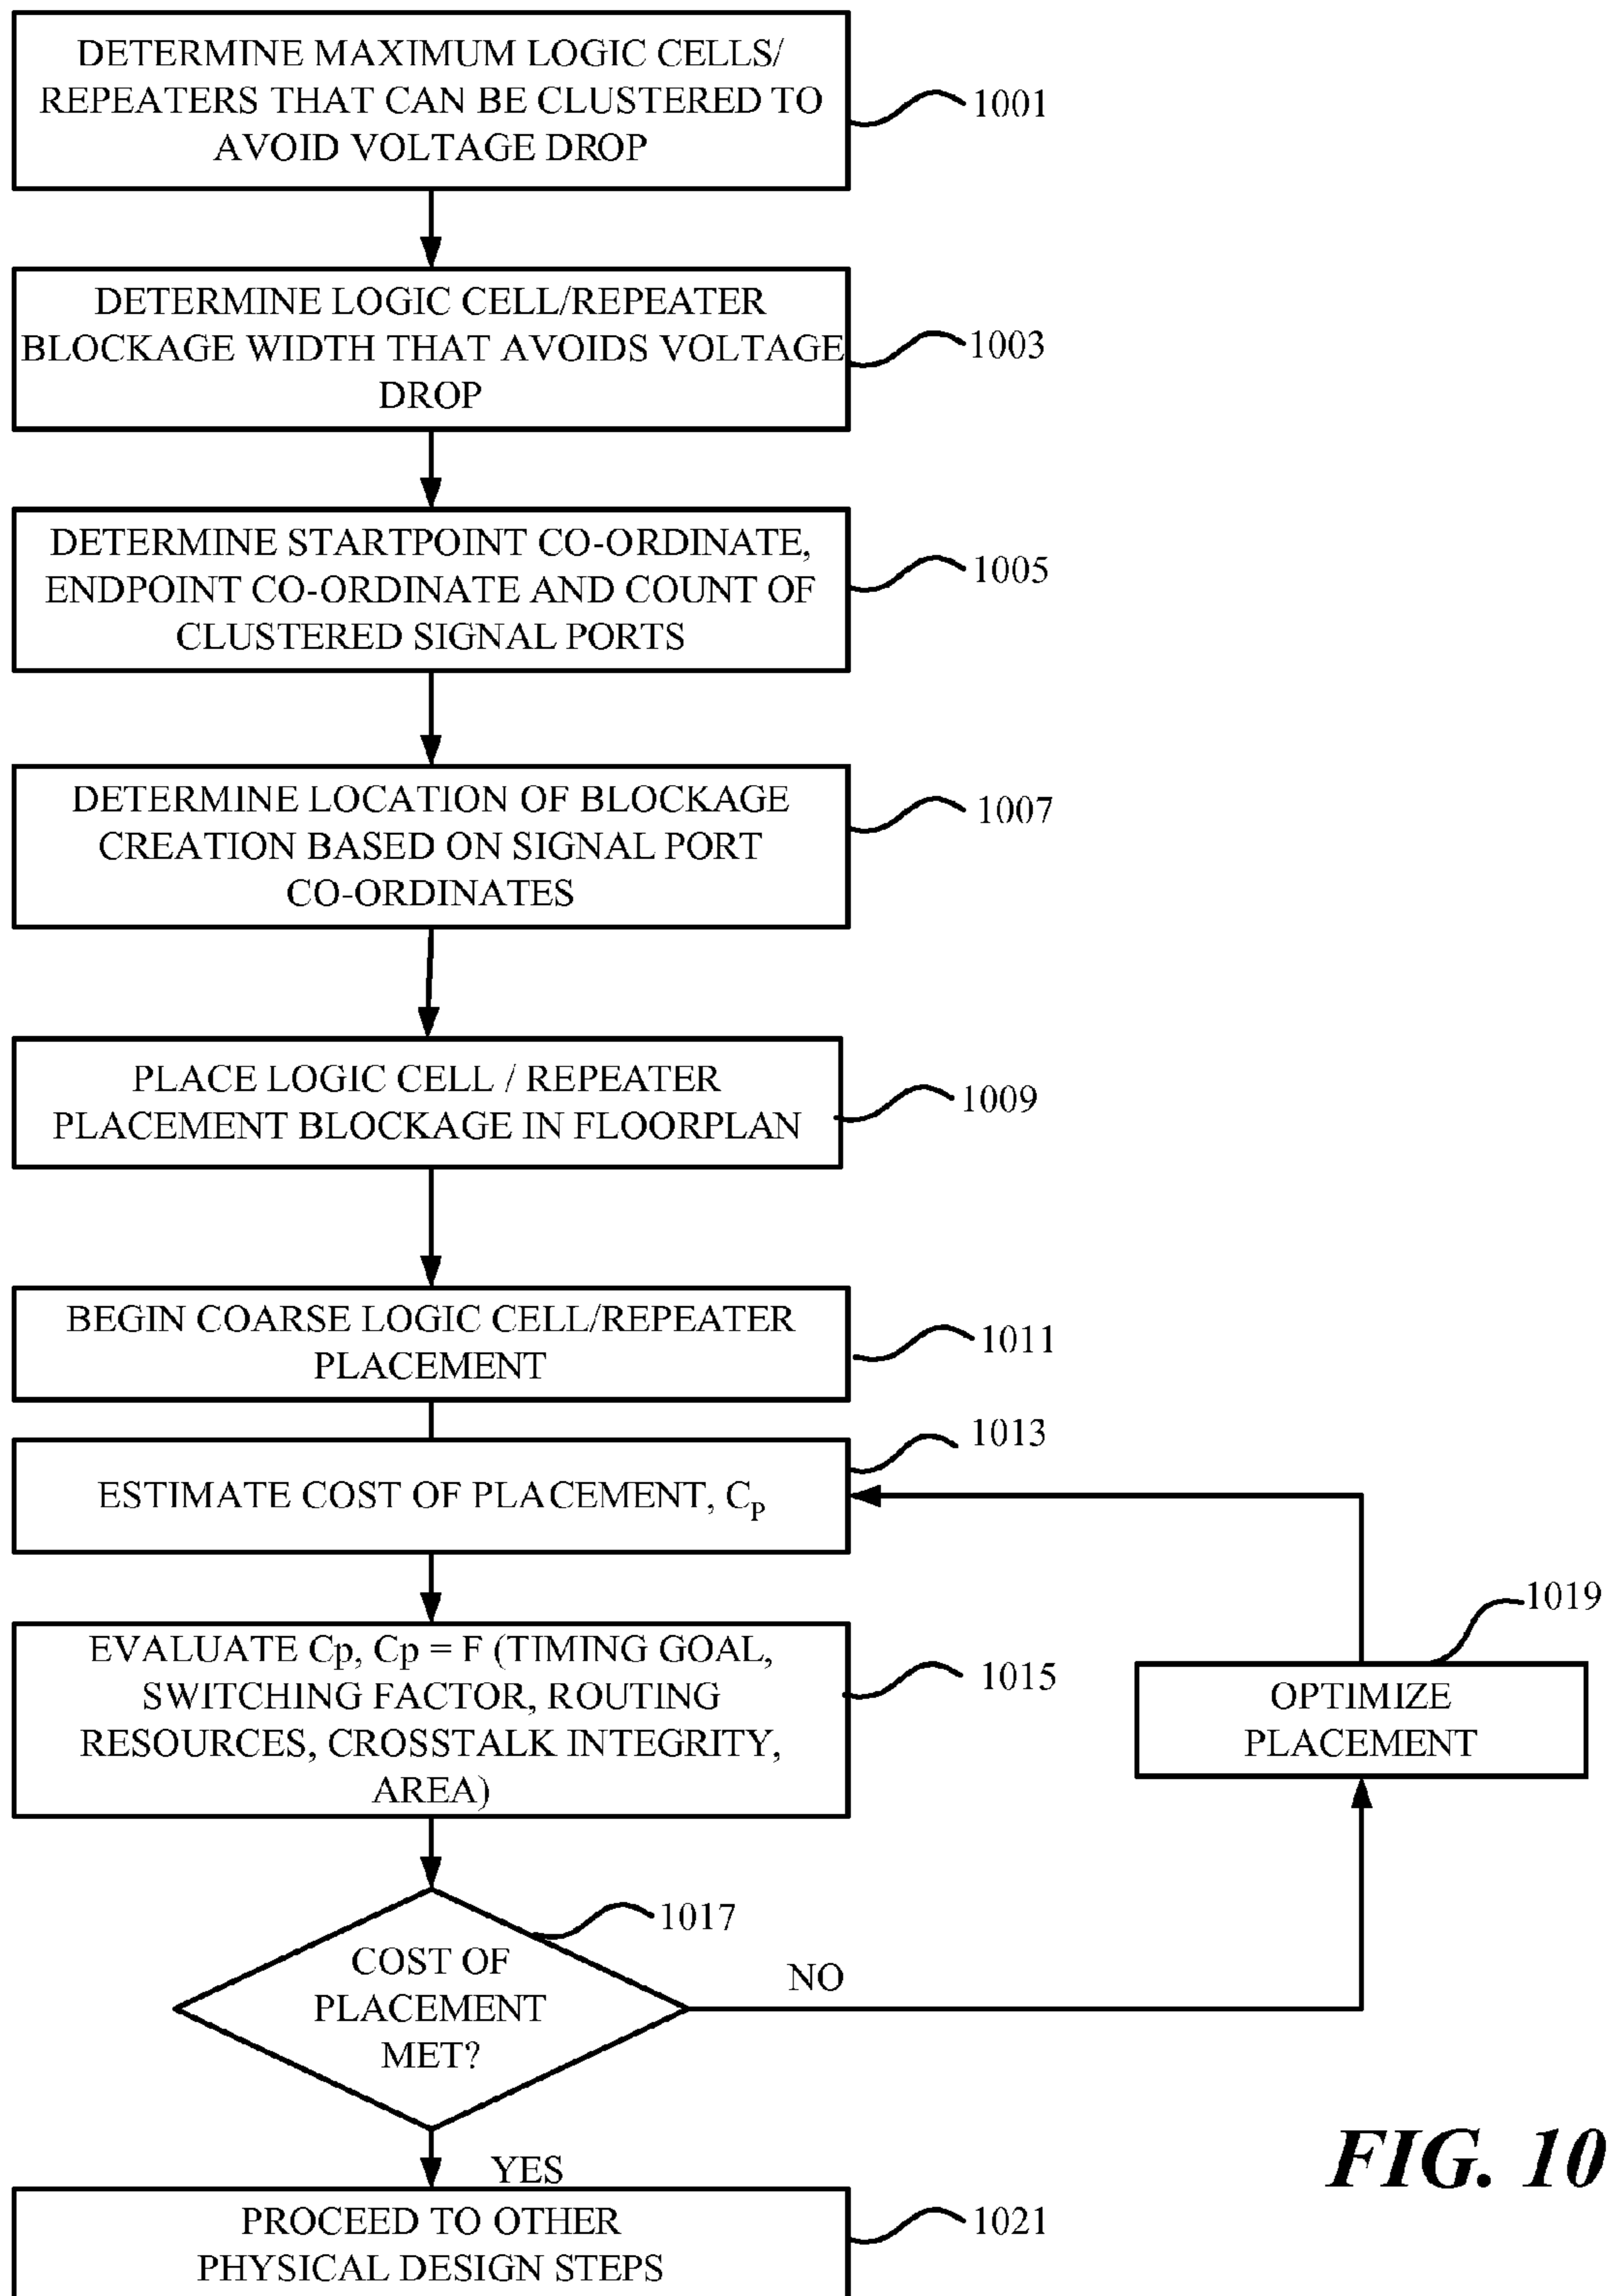 DETERMINE MAXIMUM LOGIC CELLS/
REPEATERS THAT CAN BE CLUSTERED TO
AVOID VOLTAGE DROP
1001
DETERMINE LOGIC CELL/REPEATER
BLOCKAGE WIDTH THAT AVOIDS VOLTAGE
DROP
1003
DETERMINE STARTPOINT CO-ORDINATE,
ENDPOINT CO-ORDINATE AND COUNT OF
CLUSTERED SIGNAL PORTS
1005
DETERMINE LOCATION OF BLOCKAGE
CREATION BASED ON SIGNAL PORT
CO-ORDINATES
1007
PLACE LOGIC CELL / REPEATER
PLACEMENT BLOCKAGE IN FLOORPLAN
1009
BEGIN COARSE LOGIC CELL/REPEATER
PLACEMENT
1011
ESTIMATE COST OF PLACEMENT, CP
1013
EVALUATE Cp, Cp = F (TIMING GOAL,
SWITCHING FACTOR, ROUTING
RESOURCES, CROSSTALK INTEGRITY,
AREA)
1015
COST OF
PLACEMENT
MET?
1017
NO
OPTIMIZE
PLACEMENT
1019
YES
PROCEED TO OTHER
PHYSICAL DESIGN STEPS
1021
FIG. 10